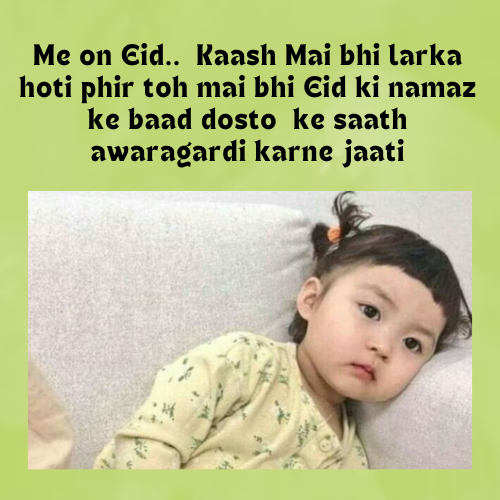 Me on Eid.. Kaash Mai bhi larka
hoti phir toh mai bhi Eid ki namaz
ke baad dosto ke saath
awaragardi karne jaati